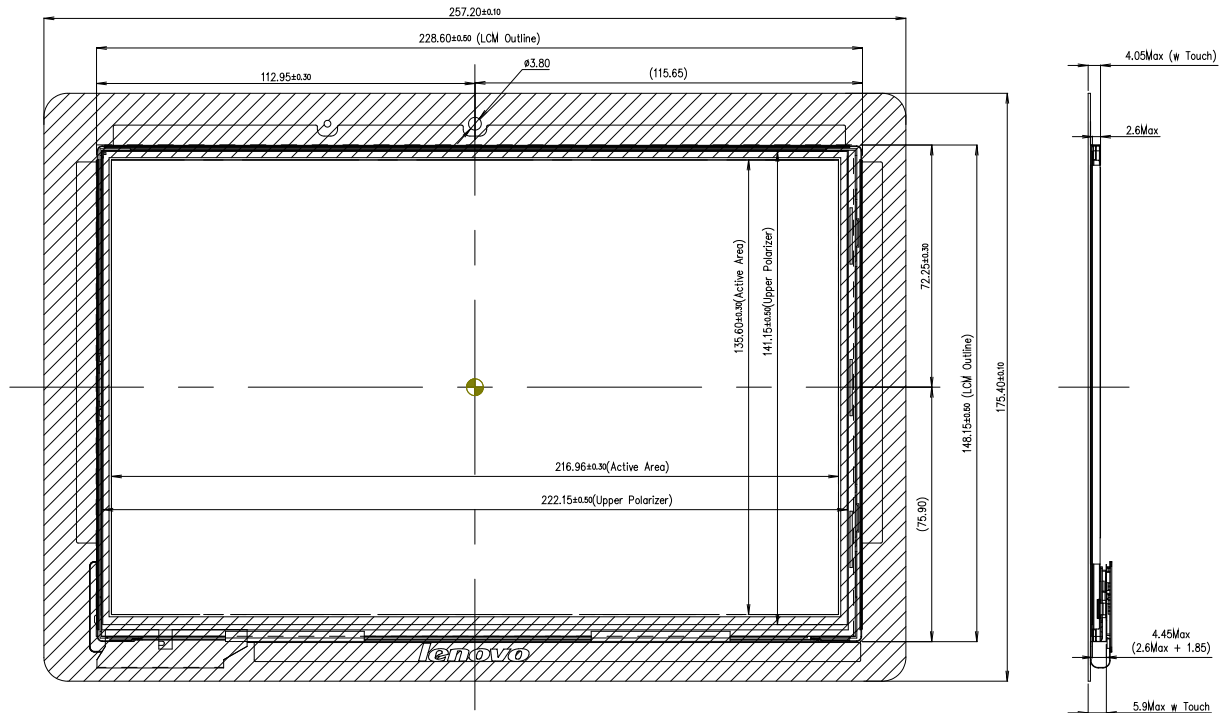 257.20±0.10
228.60±0.50 (LCM Outline)
ø3.80
4.05Max (w Touch)
112.95±0.30
(115.65)
2.6Max
72.25±0.30
135.60±0.30(Active Area)
141.15±0.50(Upper Polarizer)
148.15±0.50 (LCM Outline)
175.40±0.10
216.96±0.30(Active Area)
222.15±0.50(Upper Polarizer)
(75.90)
lenovo
4.45Max
(2.6Max + 1.85)
5.9Max w Touch